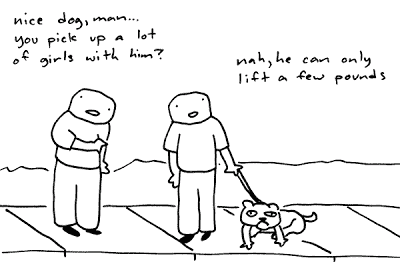 nice dog, man...
you pick up a lot
of girls with him?
nah, he can only
lift a few pounds